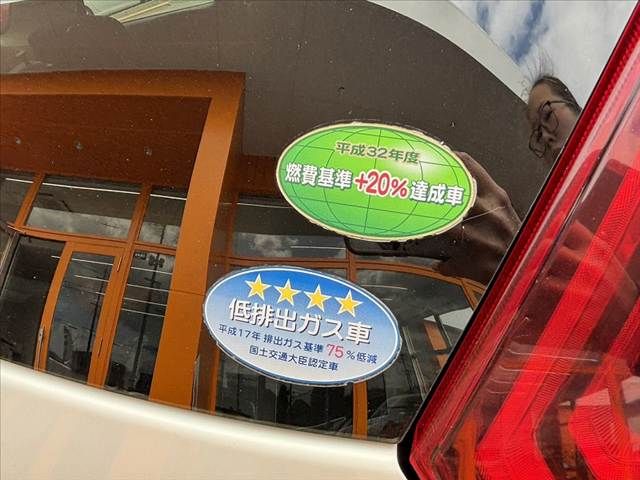 平成32年度
燃費基準+20%達成車
低排出ガス車
平成17年 排出ガス基準75%低減
国土交通大臣認定車